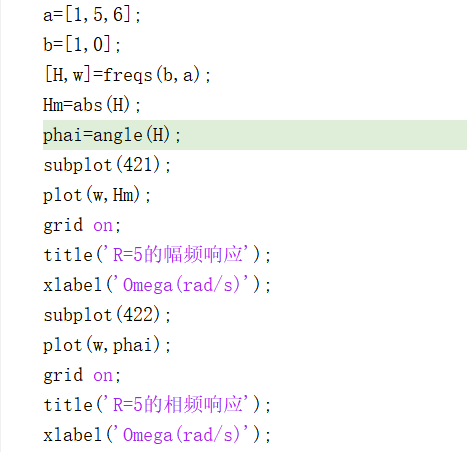 a=[1,5,6];
b=[1,0];
[H,w]=freqs(b,a);
Hm=abs(H);
phai=angle(H);
subplot(421);
plot(w,Hm);
grid on;
title('R=5的幅频响应');
xlabel('Omega(rad/s)');
subplot(422);
plot(w,phai);
grid on;
title('R=5的相频响应');
xlabel('Omega(rad/s)');